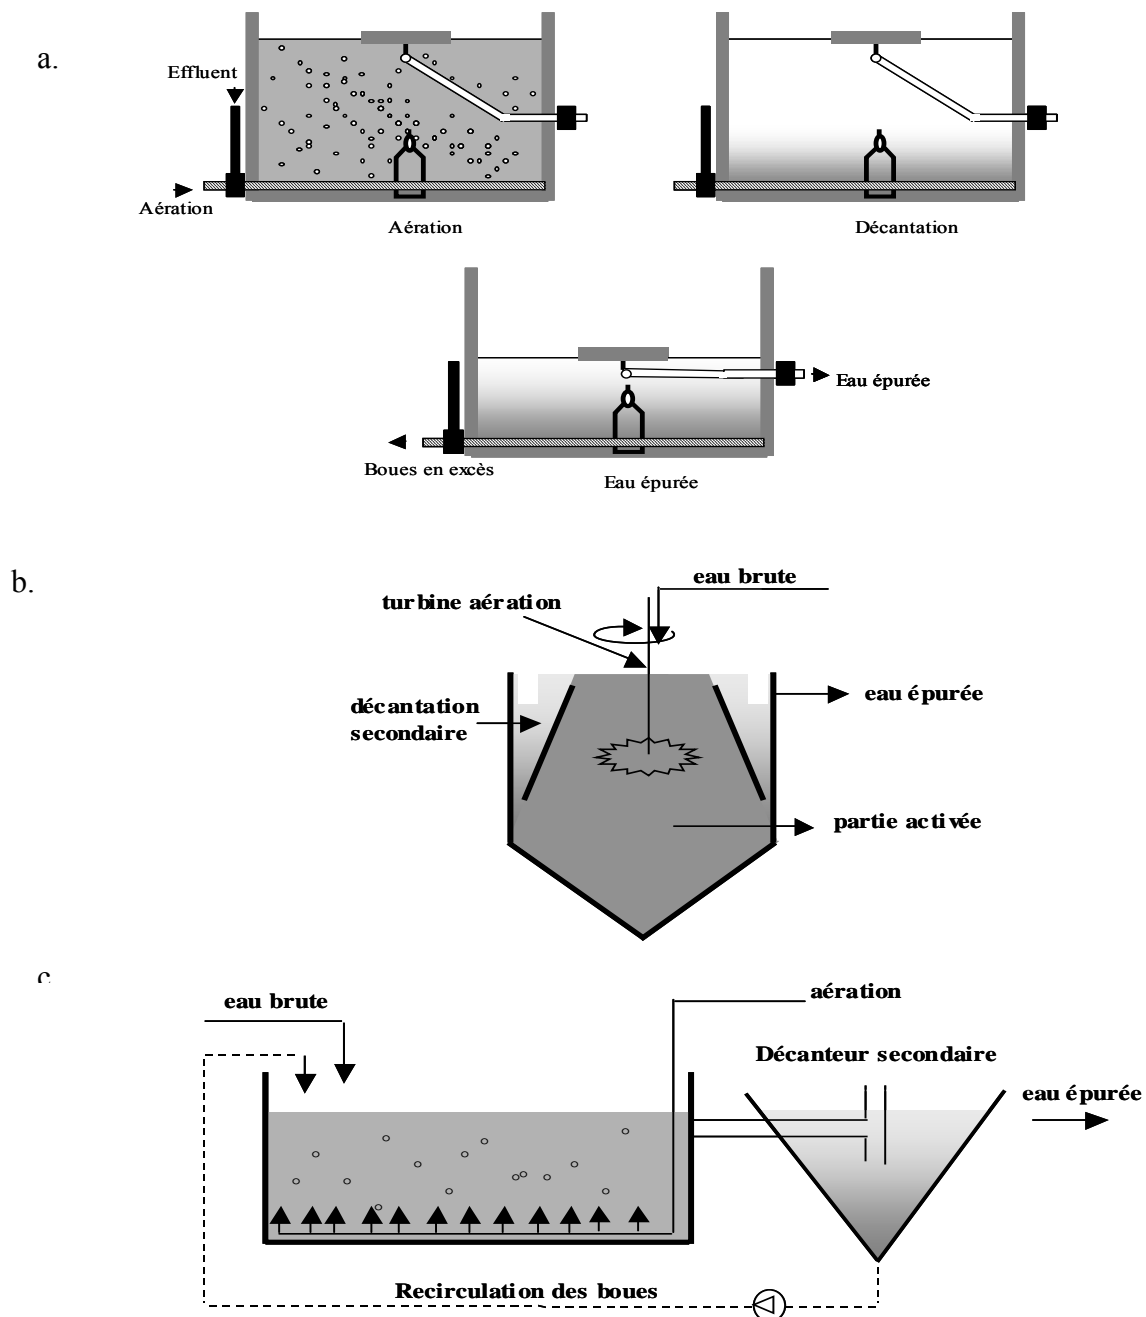 a.
Effluent
Aération
Aération
Décantation
Eau épurée
Boues en excès
Eau épurée
b.
eau brute
turbine aération
décantation
secondaire
eau épurée
partie activée
c
eau brute
aération
Décanteur secondaire
eau épurée
Recirculation des boues